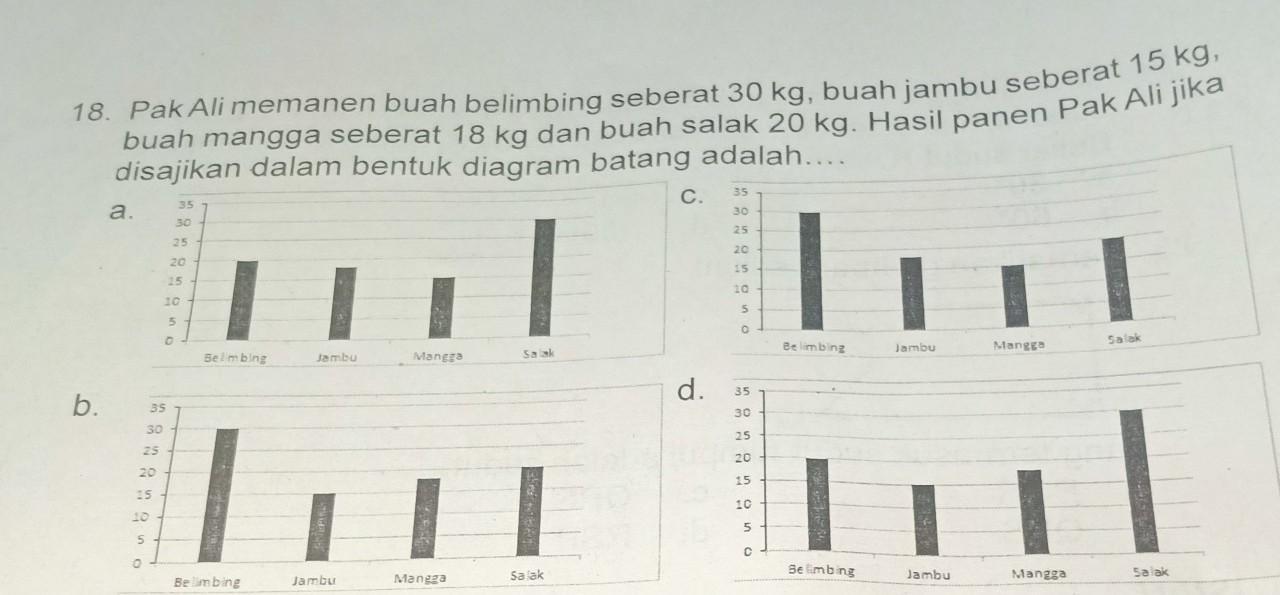 18. Pak Ali memanen buah belimbing seberat 30 kg, buah jambu seberat 15 kg,
buah mangga seberat 18 kg dan buah salak 20 kg. Hasil panen Pak Ali jika
disajikan dalam bentuk diagram batang adalah....
a.
35
30
25
20
15
10
5
0
Belimbing Jambu Mangga Salak
b.
35
30
25
20
15
10
5
0
Belimbing Jambu Mangga Salak
c.
35
30
25
20
15
10
5
0
Belimbing Jambu Mangga Salak
d.
35
30
25
20
15
10
5
0
Belimbing Jambu Mangga Salak